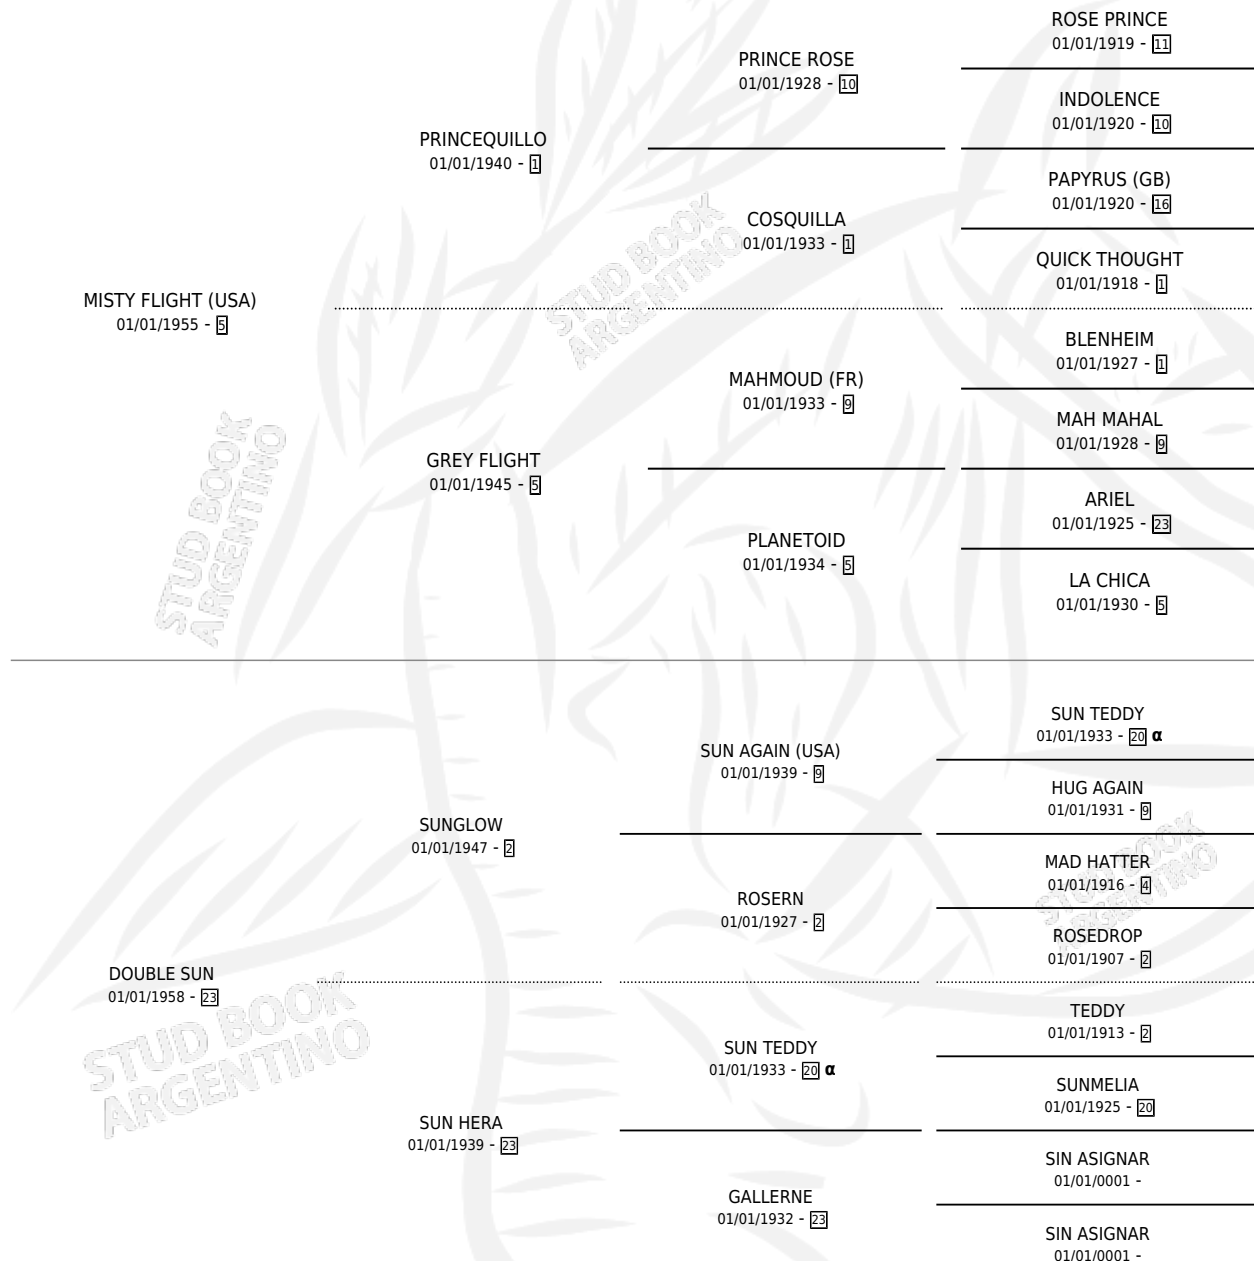 ROSE PRINCE
01/01/1919 - 11
PRINCE ROSE
01/01/1928 - 10
INDOLENCE
01/01/1920 - 10
PRINCEQUILLO
01/01/1940 - 1
PAPYRUS (GB)
01/01/1920 - 16
COSQUILLA
01/01/1933 - 1
QUICK THOUGHT
01/01/1918 - 1
MISTY FLIGHT (USA)
01/01/1955 - 5
BLENHEIM
01/01/1927 - 1
MAHMOUD (FR)
01/01/1933 - 9
MAH MAHAL
01/01/1928 - 9
GREY FLIGHT
01/01/1945 - 5
ARIEL
01/01/1925 - 23
PLANETOID
01/01/1934 - 5
LA CHICA
01/01/1930 - 5
SUN TEDDY
01/01/1933 - 20 α
SUN AGAIN (USA)
01/01/1939 - 9
HUG AGAIN
01/01/1931 - 9
SUNGLOW
01/01/1947 - 2
MAD HATTER
01/01/1916 - 4
ROSERN
01/01/1927 - 2
ROSEDROP
01/01/1907 - 2
DOUBLE SUN
01/01/1958 - 23
TEDDY
01/01/1913 - 2
SUN TEDDY
01/01/1933 - 20 α
SUNMELIA
01/01/1925 - 20
SUN HERA
01/01/1939 - 23
SIN ASIGNAR
01/01/0001 -
GALLERNE
01/01/1932 - 23
SIN ASIGNAR
01/01/0001 -
STUD BOOK
ARGENTINO
STUD BOOK
ARGENTINO
STUD BOOK
ARGENTINO
STUD BOOK
ARGENTINO